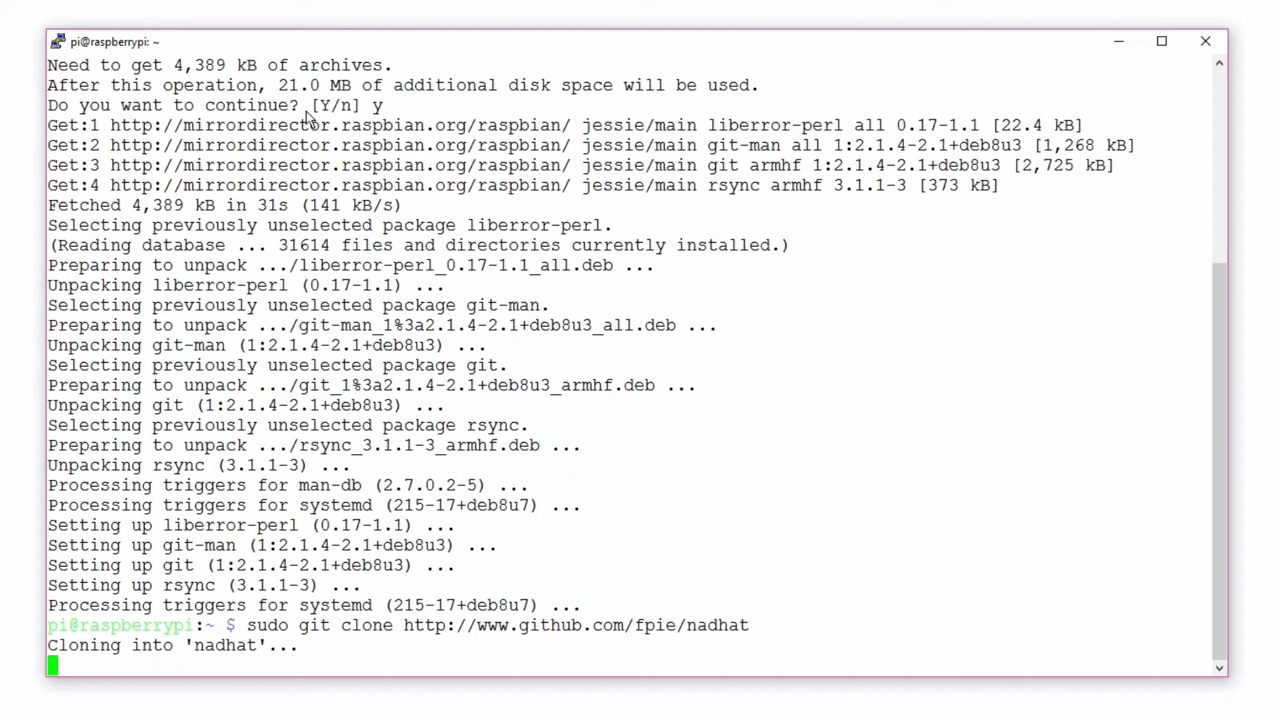 pi@raspberrypi: ~
Need to get 4,389 kB of archives.
After this operation, 21.0 MB of additional disk space will be used.
Do you want to continue? [Y/n] y
Get:1 http://mirrordirector.raspbian.org/raspbian/ jessie/main liberror-perl all 0.17-1.1 [22.4 kB]
Get:2 http://mirrordirector.raspbian.org/raspbian/ jessie/main git-man all 1:2.1.4-2.1+deb8u3 [1,268 kB]
Get:3 http://mirrordirector.raspbian.org/raspbian/ jessie/main git armhf 1:2.1.4-2.1+deb8u3 [2,725 kB]
Get:4 http://mirrordirector.raspbian.org/raspbian/ jessie/main rsync armhf 3.1.1-3 [373 kB]
Fetched 4,389 kB in 31s (141 kB/s)
Selecting previously unselected package liberror-perl.
(Reading database ... 31614 files and directories currently installed.)
Preparing to unpack .../liberror-perl_0.17-1.1_all.deb ...
Unpacking liberror-perl (0.17-1.1) ...
Selecting previously unselected package git-man.
Preparing to unpack .../git-man_1%3a2.1.4-2.1+deb8u3_all.deb ...
Unpacking git-man (1:2.1.4-2.1+deb8u3) ...
Selecting previously unselected package git.
Preparing to unpack .../git_1%3a2.1.4-2.1+deb8u3_armhf.deb ...
Unpacking git (1:2.1.4-2.1+deb8u3) ...
Selecting previously unselected package rsync.
Preparing to unpack .../rsync_3.1.1-3_armhf.deb ...
Unpacking rsync (3.1.1-3) ...
Processing triggers for man-db (2.7.0.2-5) ...
Processing triggers for systemd (215-17+deb8u7) ...
Setting up liberror-perl (0.17-1.1) ...
Setting up git-man (1:2.1.4-2.1+deb8u3) ...
Setting up git (1:2.1.4-2.1+deb8u3) ...
Setting up rsync (3.1.1-3) ...
Processing triggers for systemd (215-17+deb8u7) ...
pi@raspberrypi:~ $ sudo git clone http://www.github.com/fpie/nadhat
Cloning into 'nadhat'...